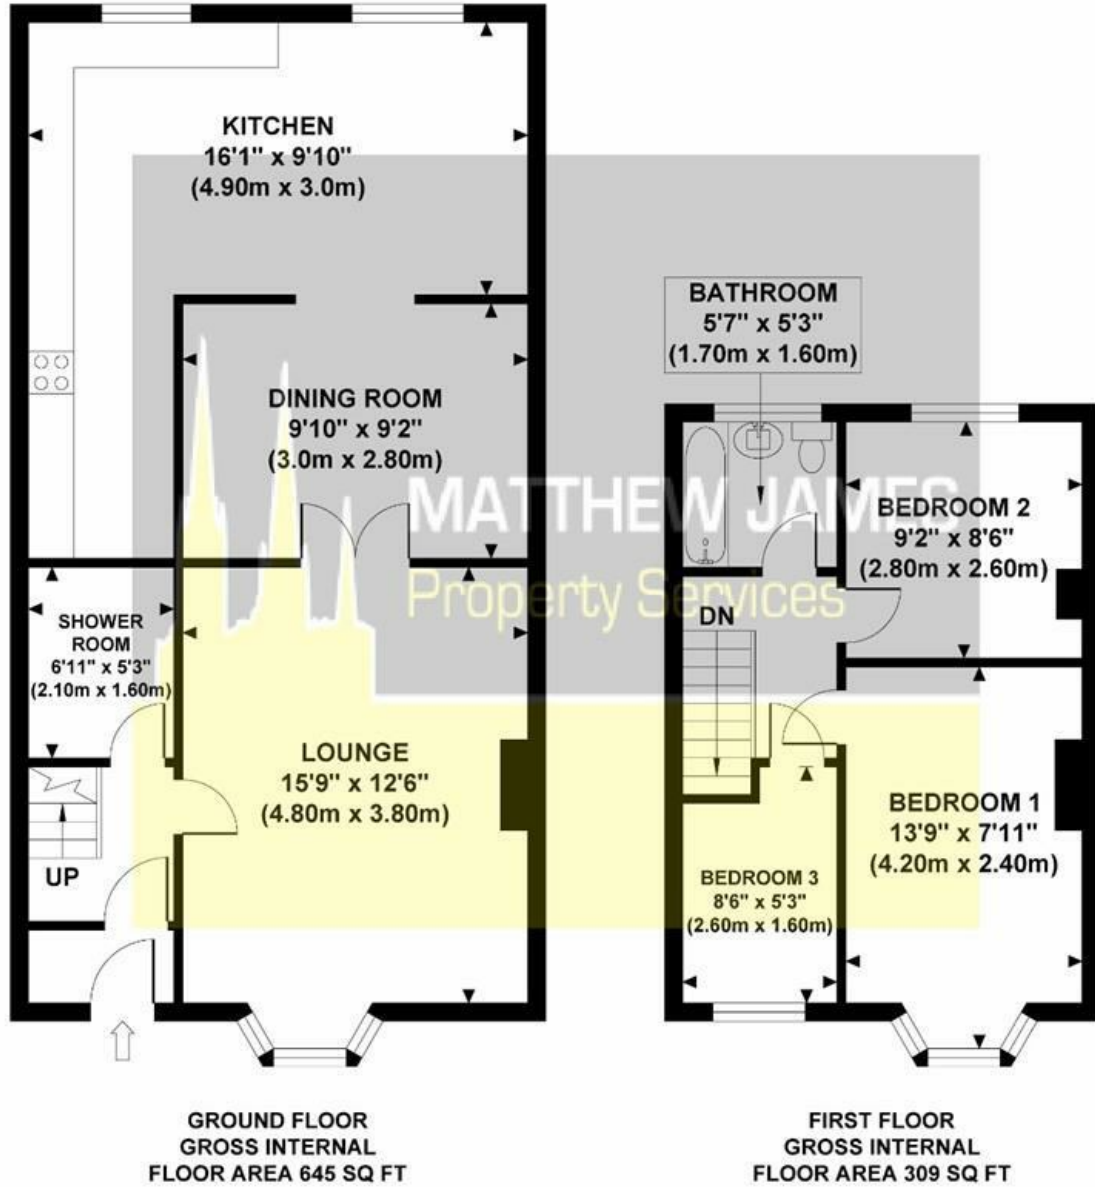 KITCHEN
16'1" x 9'10"
(4.90m x 3.0m)
BATHROOM
5'7" x 5'3"
(1.70m x 1.60m)
DINING ROOM
9'10" x 9'2"
(3.0m x 2.80m)
MATTHEW JAMES
Property Services
BEDROOM 2
9'2" x 8'6"
(2.80m x 2.60m)
SHOWER
ROOM
6'11" x 5'3"
(2.10m x 1.60m)
DN
LOUNGE
15'9" x 12'6"
(4.80m x 3.80m)
BEDROOM 1
13'9" x 7'11"
(4.20m x 2.40m)
UP
BEDROOM 3
8'6" x 5'3"
(2.60m x 1.60m)
GROUND FLOOR
GROSS INTERNAL
FLOOR AREA 645 SQ FT
FIRST FLOOR
GROSS INTERNAL
FLOOR AREA 309 SQ FT